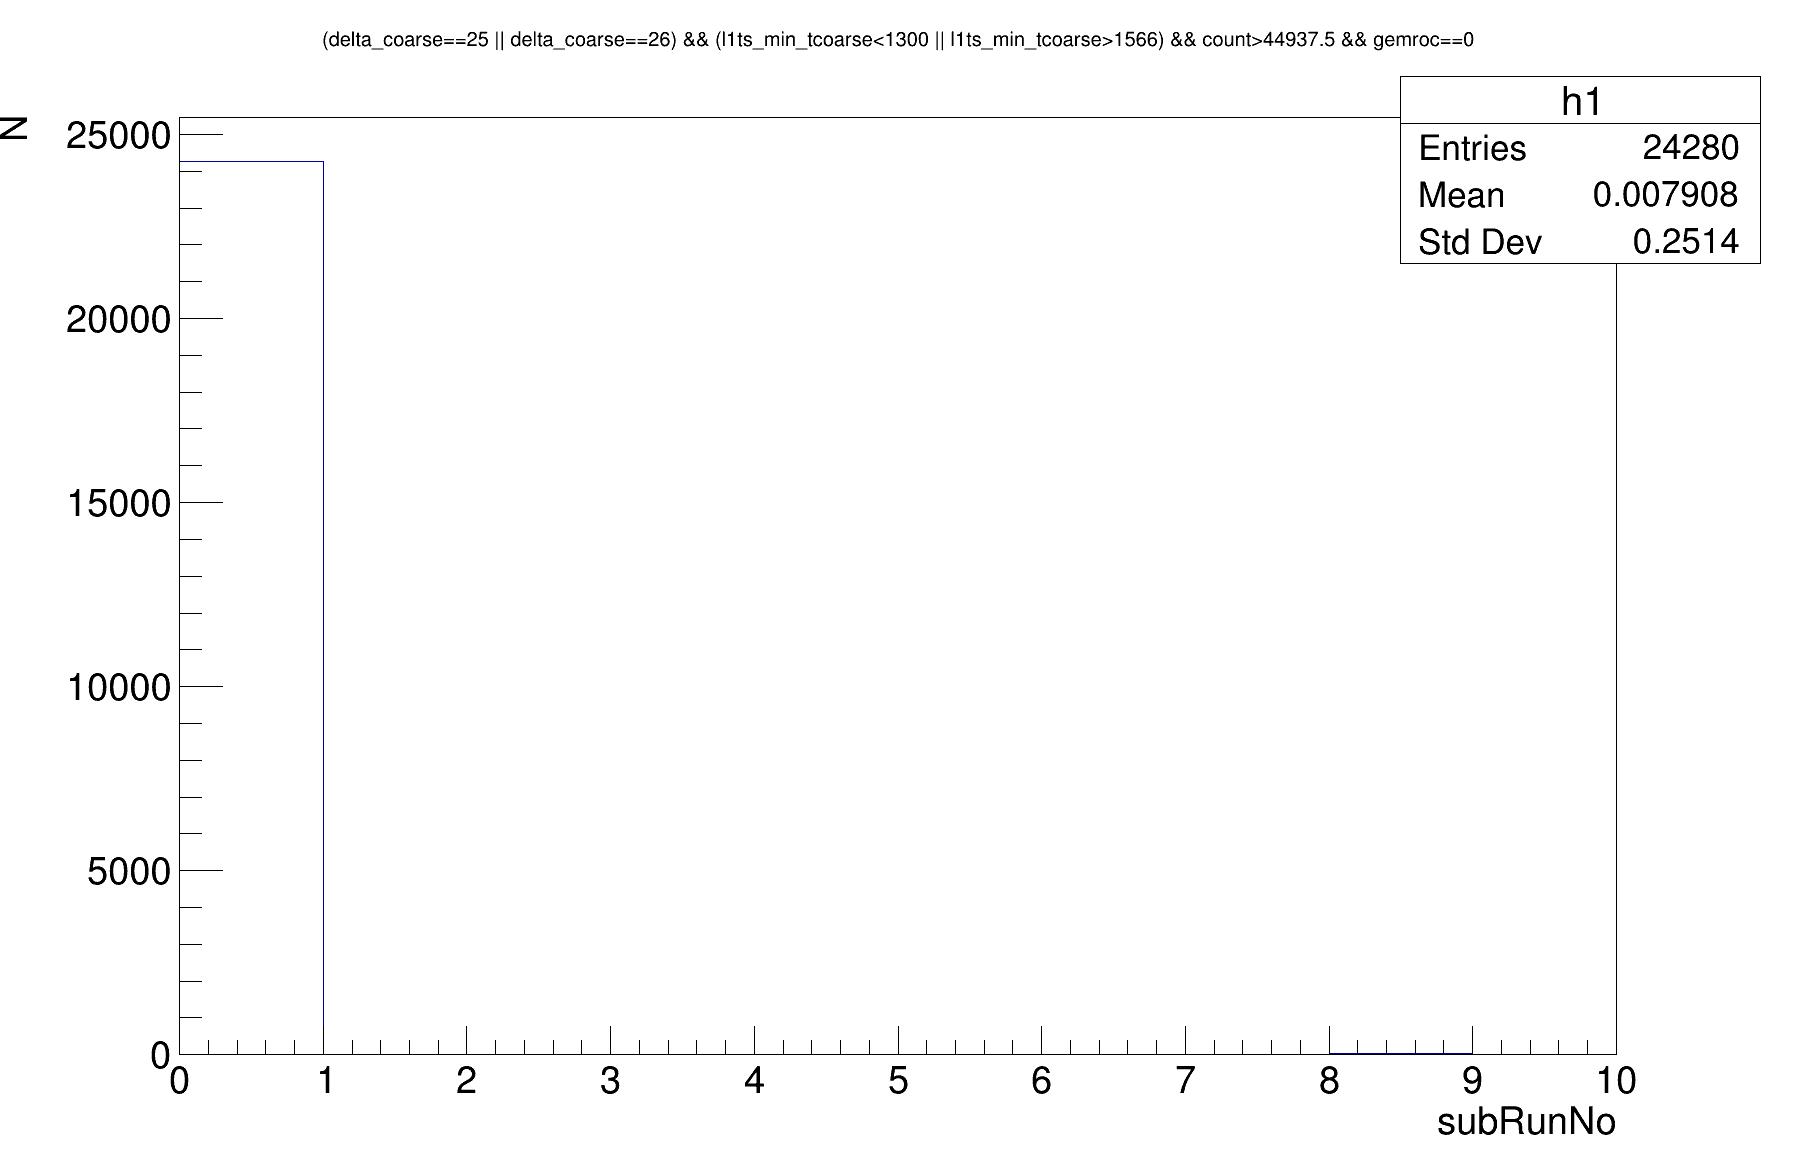 (delta_coarse==25 || delta_coarse==26) && (l1ts_min_tcoarse<1300 || l1ts_min_tcoarse>1566) && count>44937.5 && gemroc==0
h1
Entries 24280
Mean 0.007908
Std Dev 0.2514
N
25000
20000
15000
10000
5000
0
0 1 2 3 4 5 6 7 8 9 10
subRunNo